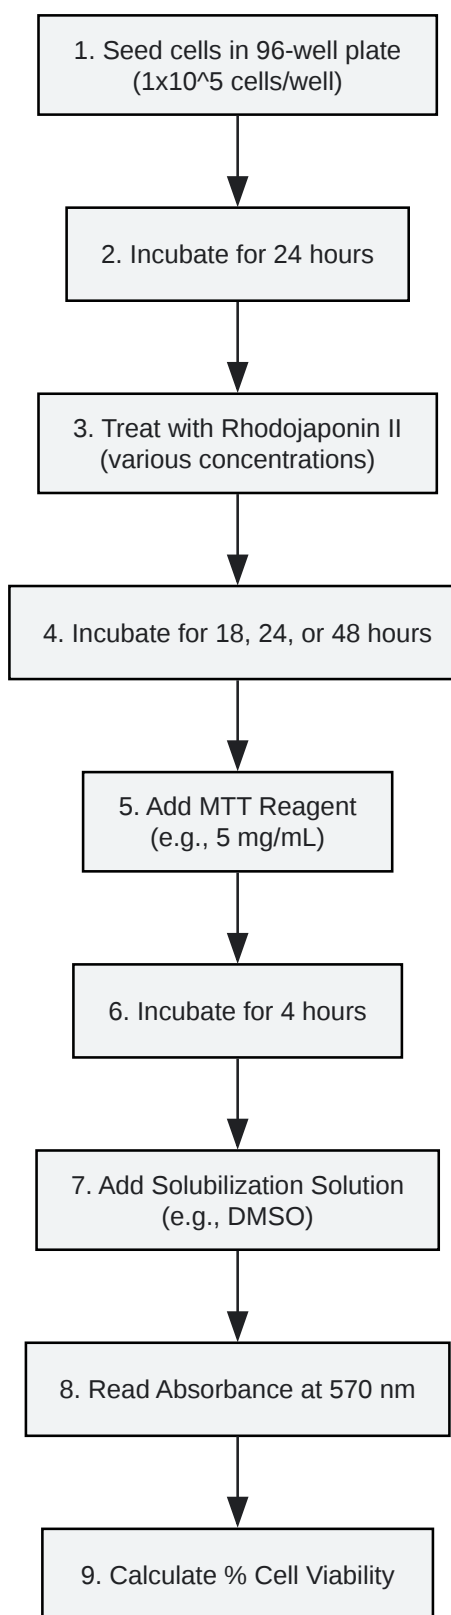 1. Seed cells in 96-well plate
(1x10^5 cells/well)
2. Incubate for 24 hours
3. Treat with Rhodojaponin II
(various concentrations)
4. Incubate for 18, 24, or 48 hours
5. Add MTT Reagent
(e.g., 5 mg/mL)
6. Incubate for 4 hours
7. Add Solubilization Solution
(e.g., DMSO)
8. Read Absorbance at 570 nm
9. Calculate % Cell Viability